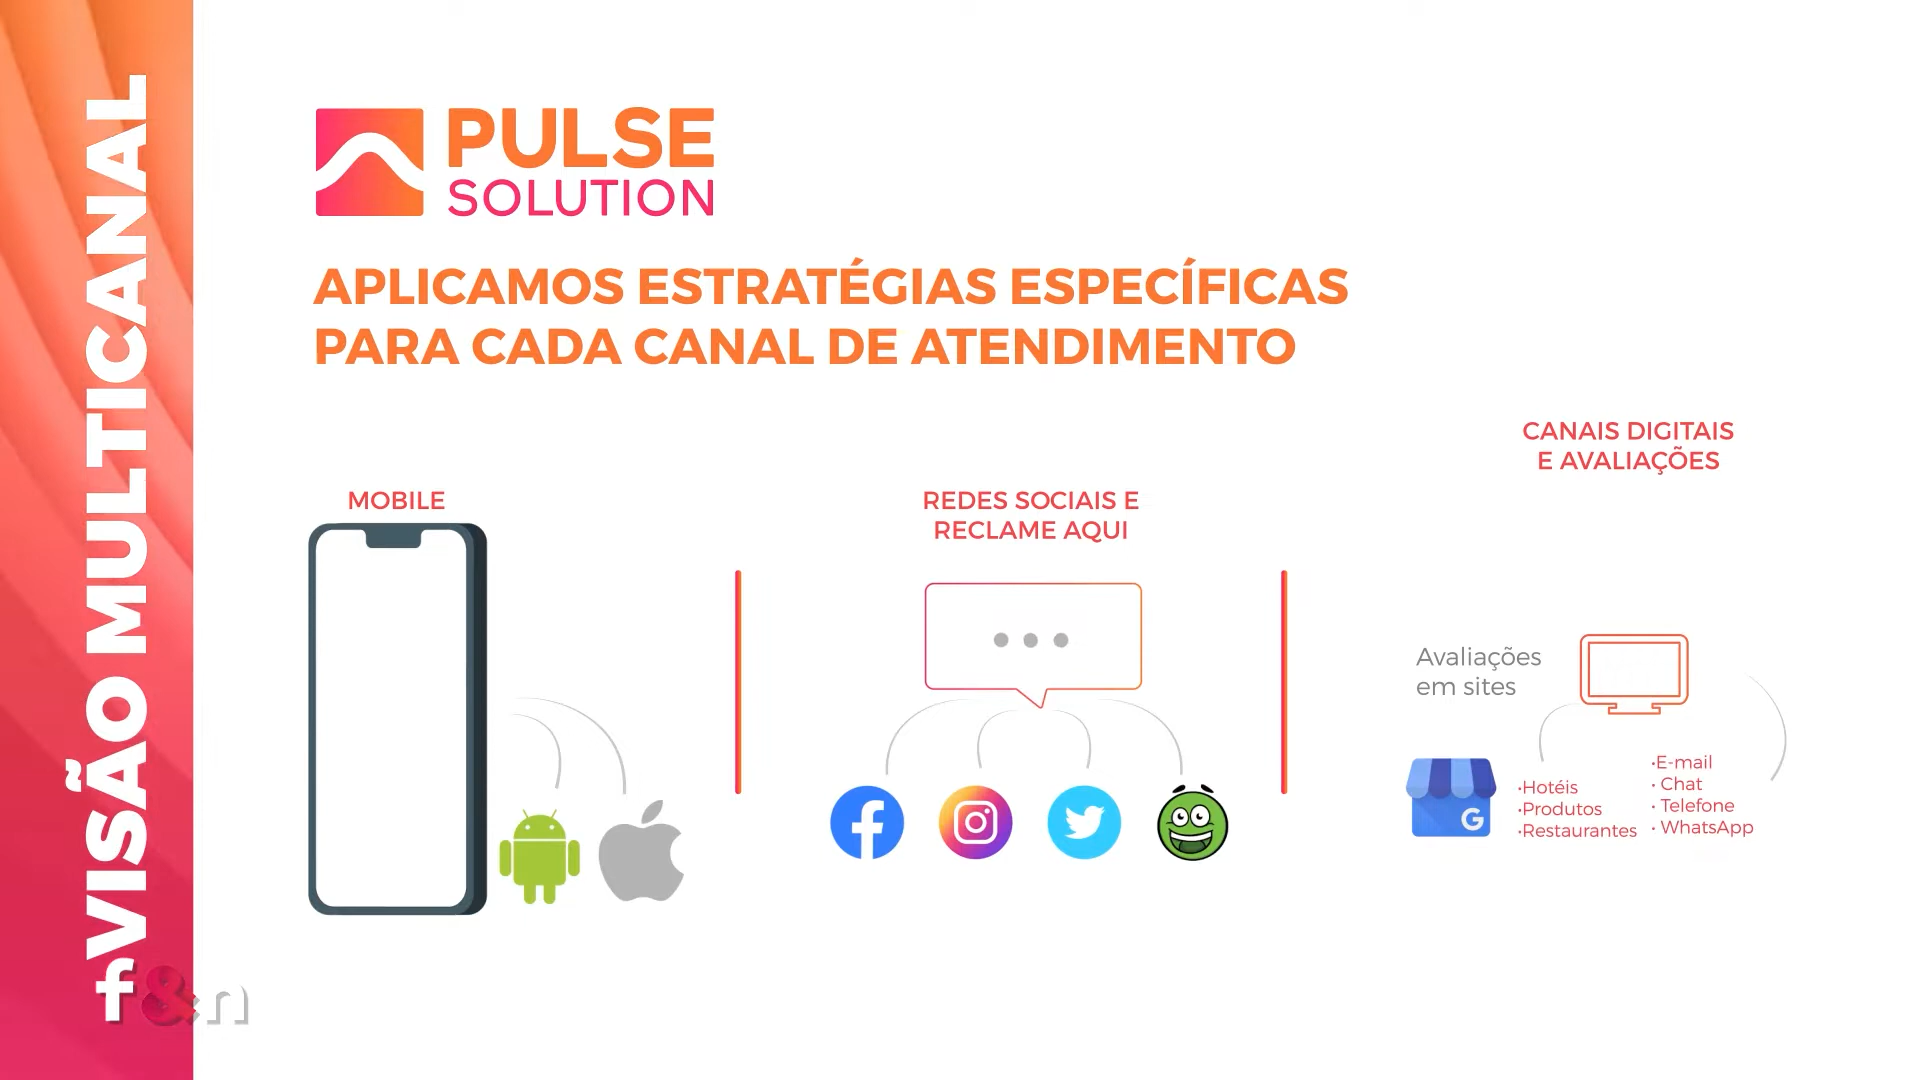 VISÃO MULTICANAL
PULSE
SOLUTION
APLICAMOS ESTRATÉGIAS ESPECÍFICAS
PARA CADA CANAL DE ATENDIMENTO
MOBILE
REDES SOCIAIS E
RECLAME AQUI
CANAIS DIGITAIS
E AVALIAÇÕES
Avaliações
em sites
G
•Hotéis
•Produtos
•Restaurantes
•E-mail
• Chat
• Telefone
• WhatsApp
f&n